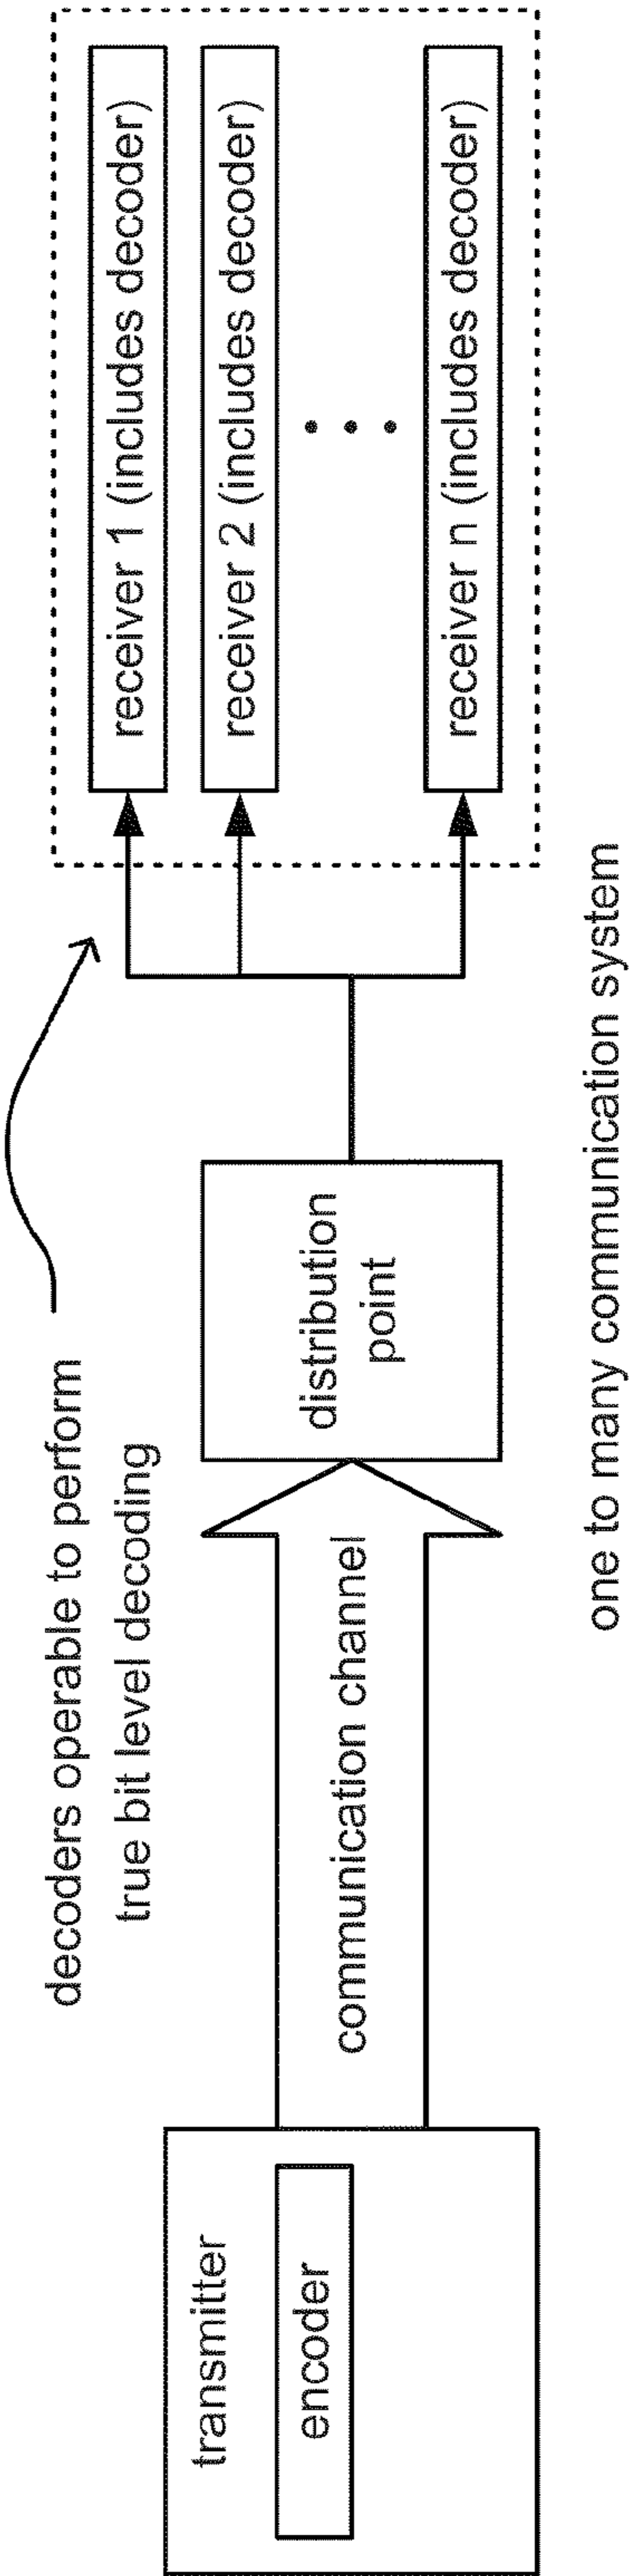 decoders operable to perform
true bit level decoding
transmitter
encoder
communication channel
distribution
point
receiver 1 (includes decoder)
receiver 2 (includes decoder)
receiver n (includes decoder)
one to many communication system